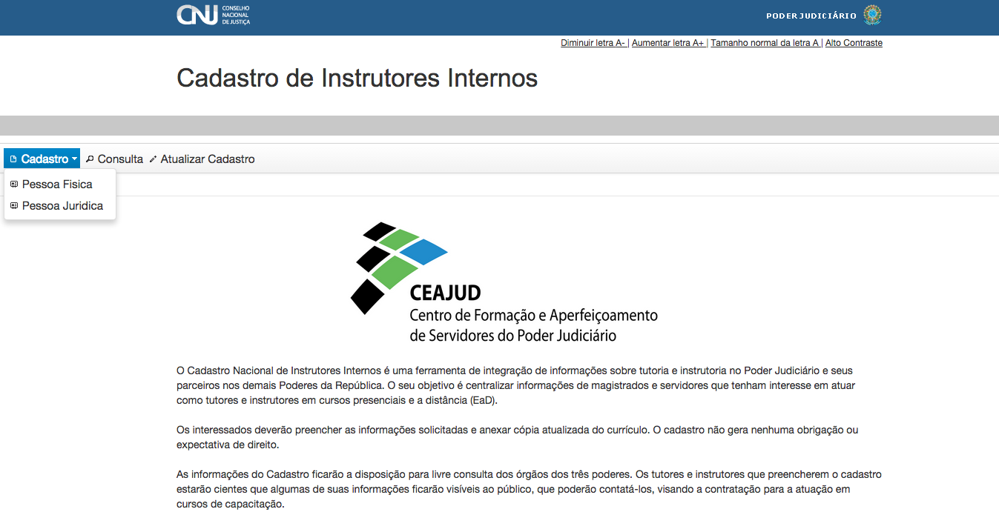 CNJ CONSELHO
NACIONAL
DE JUSTIÇA
PODER JUDICIÁRIO
Diminuir letra A- | Aumentar letra A+ | Tamanho normal da letra A | Alto Contraste
Cadastro de Instrutores Internos
Cadastro Consulta Atualizar Cadastro
Pessoa Fisica
Pessoa Juridica
CEAJUD
Centro de Formação e Aperfeiçoamento
de Servidores do Poder Judiciário
O Cadastro Nacional de Instrutores Internos é uma ferramenta de integração de informações sobre tutoria e instrutoria no Poder Judiciário e seus
parceiros nos demais Poderes da República. O seu objetivo é centralizar informações de magistrados e servidores que tenham interesse em atuar
como tutores e instrutores em cursos presenciais e a distância (EaD).
Os interessados deverão preencher as informações solicitadas e anexar cópia atualizada do currículo. O cadastro não gera nenhuma obrigação ou
expectativa de direito.
As informações do Cadastro ficarão a disposição para livre consulta dos órgãos dos três poderes. Os tutores e instrutores que preencherem o cadastro
estarão cientes que algumas de suas informações ficarão visíveis ao público, que poderão contatá-los, visando a contratação para a atuação em
cursos de capacitação.